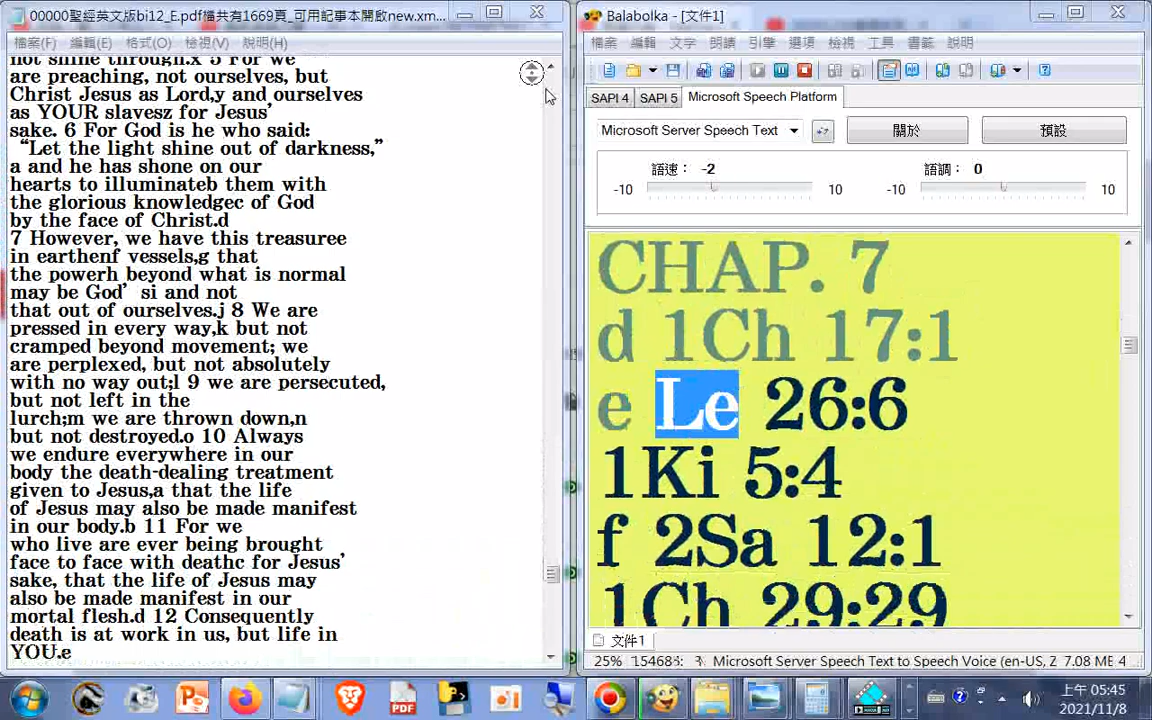 00000聖經英文版bi12_E.pdf檔共有1669頁_可用記事本開啟new.xm...
檔案(F) 編輯(E) 格式(O) 檢視(V) 說明(H)
not shine through.x 5 For we
are preaching, not ourselves, but
Christ Jesus as Lord,y and ourselves
as YOUR slavesz for Jesus’
sake. 6 For God is he who said:
“Let the light shine out of darkness,”
a and he has shone on our
hearts to illuminateb them with
the glorious knowledgec of God
by the face of Christ.d
7 However, we have this treasuree
in earthenf vessels,g that
the powerh beyond what is normal
may be God’si and not
that out of ourselves.j 8 We are
pressed in every way,k but not
cramped beyond movement; we
are perplexed, but not absolutely
with no way out;l 9 we are persecuted,
but not left in the
lurch;m we are thrown down,n
but not destroyed.o 10 Always
we endure everywhere in our
body the death-dealing treatment
given to Jesus,a that the life
of Jesus may also be made manifest
in our body.b 11 For we
who live are ever being brought
face to face with deathc for Jesus’
sake, that the life of Jesus may
also be made manifest in our
mortal flesh.d 12 Consequently
death is at work in us, but life in
YOU.e
Balabolka - [文件1]
檔案 編輯 文字 朗讀 引擎 選項 檢視 工具 書籤 說明
SAPI 4 SAPI 5 Microsoft Speech Platform
Microsoft Server Speech Text 關於 預設
語速: -2 語調: 0
-10 10 -10 10
CHAP. 7
d 1Ch 17:1
e Le 26:6
1Ki 5:4
f 2Sa 12:1
1Ch 29:29
文件1
25% Microsoft Server Speech Text to Speech Voice (en-US, Z 7.08 MB 4
PDF
上午 05:45
2021/11/8